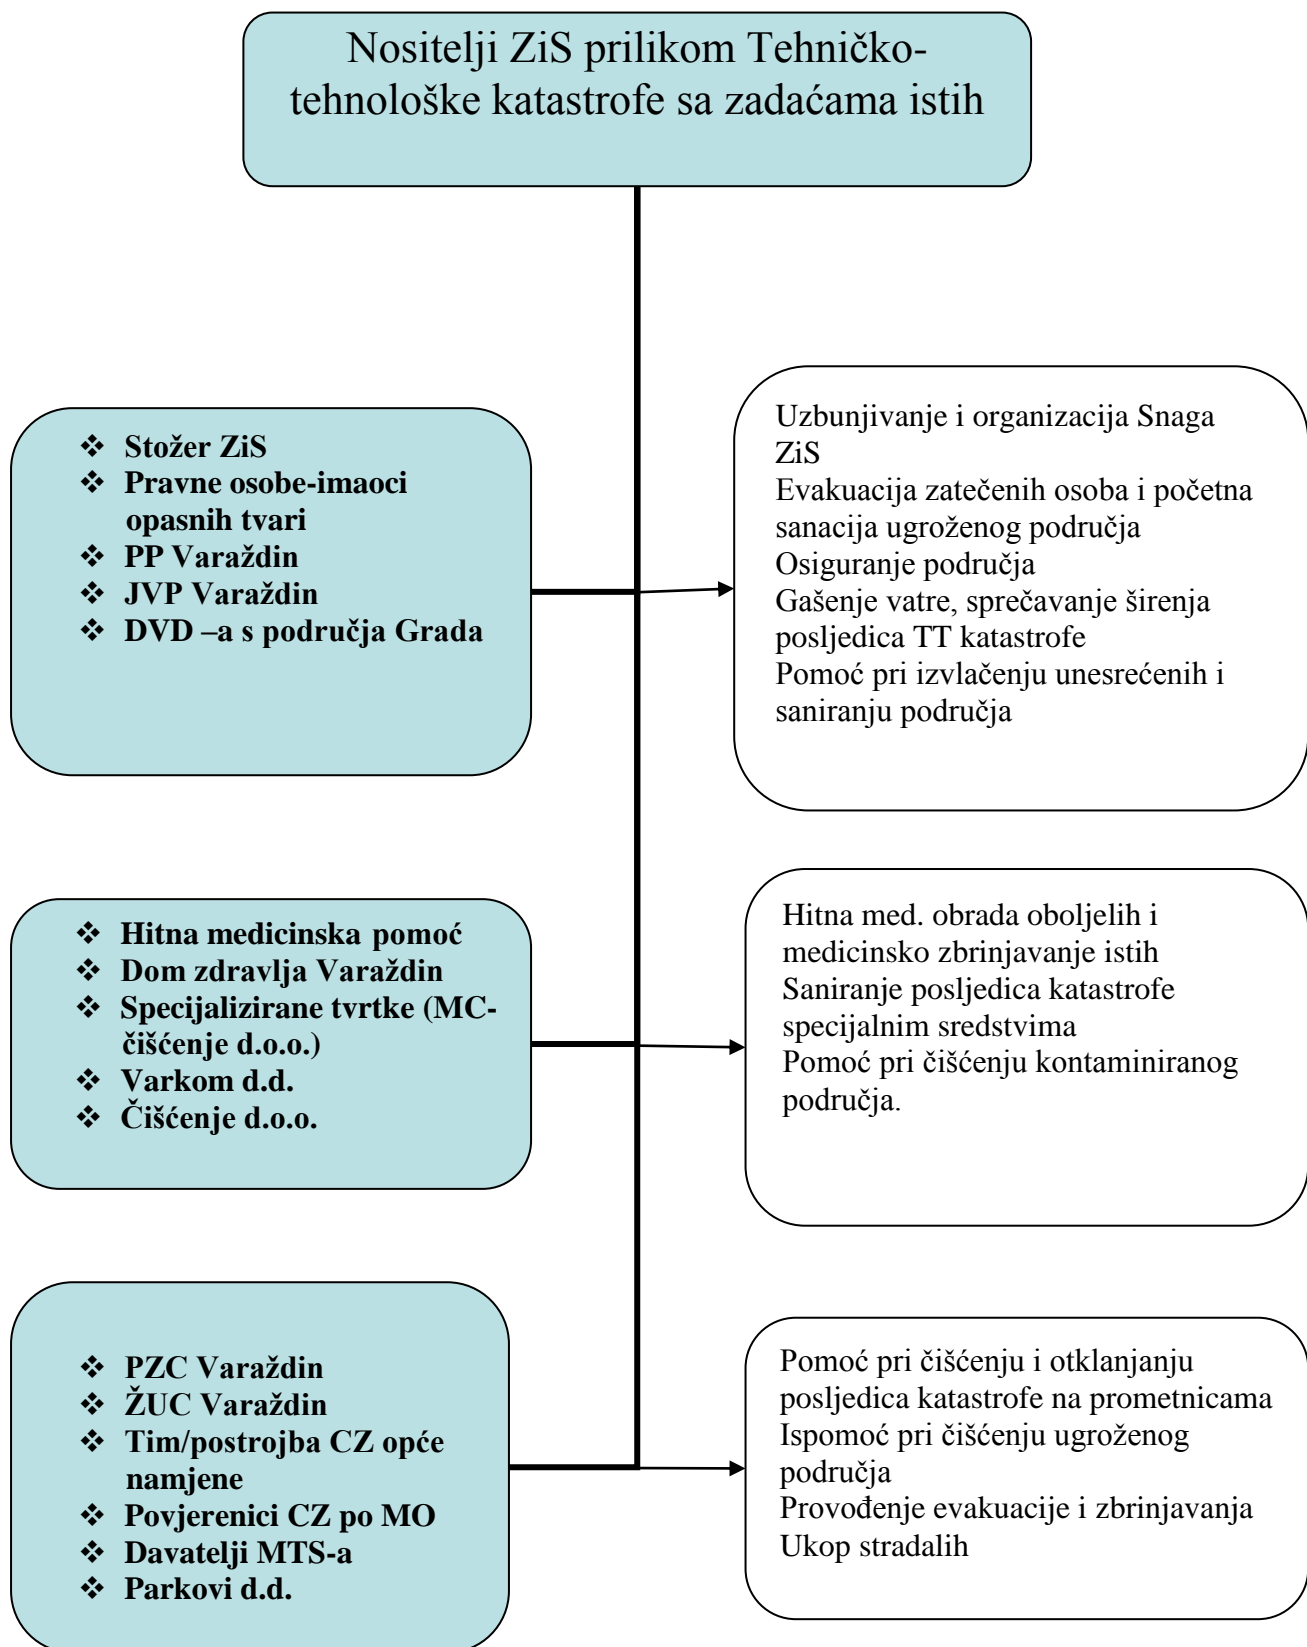 Nositelji ZiS prilikom Tehničko-
tehnološke katastrofe sa zadaćama istih
❖ Stožer ZiS
❖ Pravne osobe-imaoci
opasnih tvari
❖ PP Varaždin
❖ JVP Varaždin
❖ DVD –a s područja Grada
Uzbunjivanje i organizacija Snaga
ZiS
Evakuacija zatečenih osoba i početna
sanacija ugroženog područja
Osiguranje područja
Gašenje vatre, sprečavanje širenja
posljedica TT katastrofe
Pomoć pri izvlačenju unesrećenih i
saniranju područja
❖ Hitna medicinska pomoć
❖ Dom zdravlja Varaždin
❖ Specijalizirane tvrtke (MC-
čišćenje d.o.o.)
❖ Varkom d.d.
❖ Čišćenje d.o.o.
Hitna med. obrada oboljelih i
medicinsko zbrinjavanje istih
Saniranje posljedica katastrofe
specijalnim sredstvima
Pomoć pri čišćenju kontaminiranog
područja.
❖ PZC Varaždin
❖ ŽUC Varaždin
❖ Tim/postrojba CZ opće
namjene
❖ Povjerenici CZ po MO
❖ Davatelji MTS-a
❖ Parkovi d.d.
Pomoć pri čišćenju i otklanjanju
posljedica katastrofe na prometnicama
Ispomoć pri čišćenju ugroženog
područja
Provođenje evakuacije i zbrinjavanja
Ukop stradalih